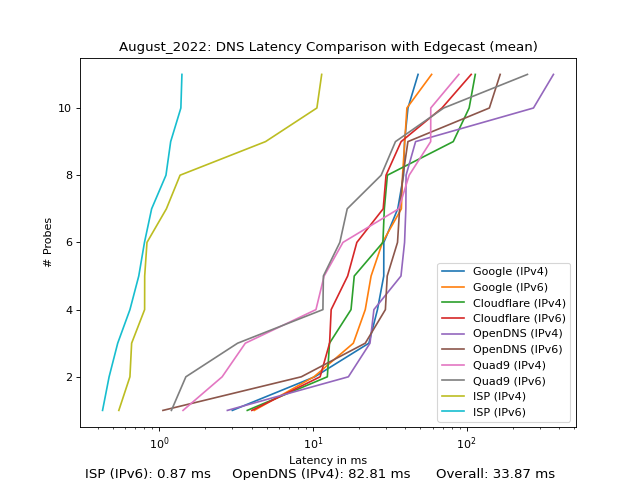 August_2022: DNS Latency Comparison with Edgecast (mean)
# Probes
10
8
6
4
2
10⁰
10¹
10²
Google (IPv4)
Google (IPv6)
Cloudflare (IPv4)
Cloudflare (IPv6)
OpenDNS (IPv4)
OpenDNS (IPv6)
Quad9 (IPv4)
Quad9 (IPv6)
ISP (IPv4)
ISP (IPv6)
Latency in ms
ISP (IPv6): 0.87 ms OpenDNS (IPv4): 82.81 ms Overall: 33.87 ms